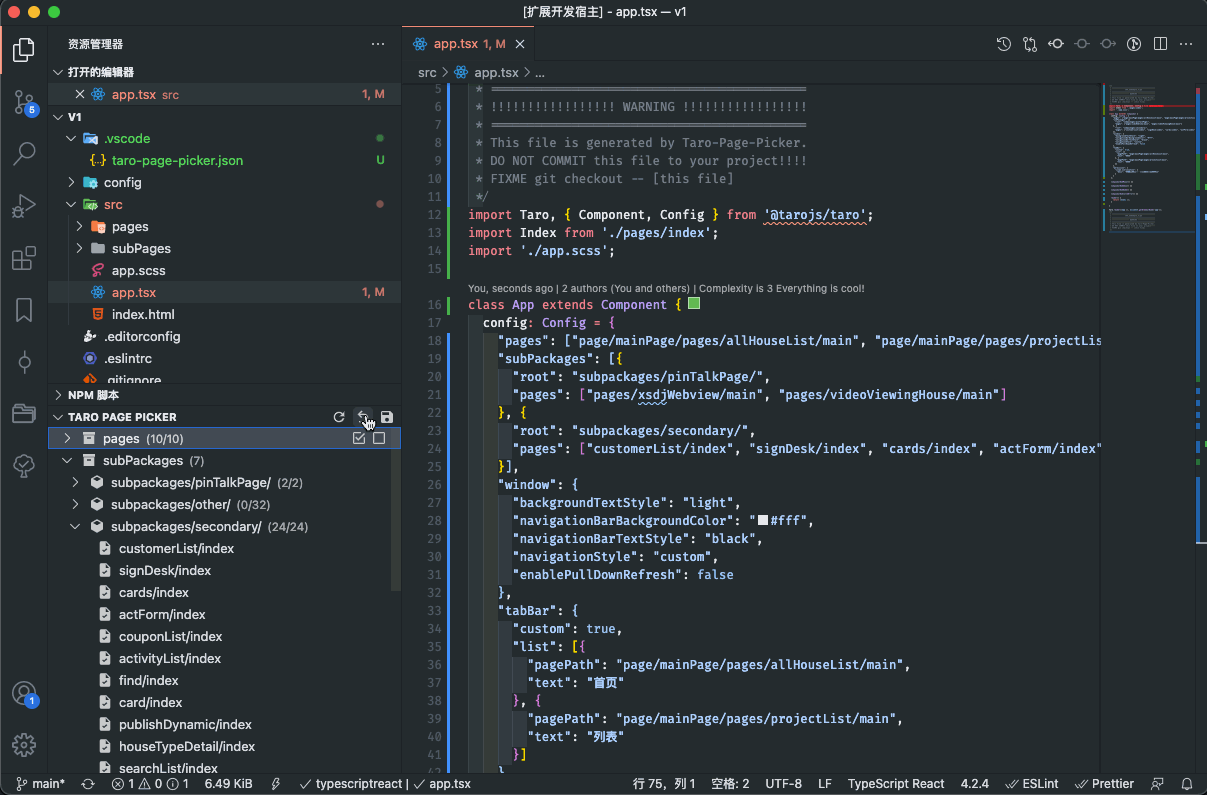 [扩展开发宿主] - app.tsx — v1
资源管理器
打开的编辑器
app.tsx src 1, M
V1
.vscode
taro-page-picker.json U
config
src
pages
subPages
app.scss
app.tsx 1, M
index.html
.editorconfig
.eslintrc
.gitignore
NPM 脚本
TARO PAGE PICKER
pages (10/10)
subPackages (7)
subpackages/pinTalkPage/ (2/2)
subpackages/other/ (0/32)
subpackages/secondary/ (24/24)
customerList/index
signDesk/index
cards/index
actForm/index
couponList/index
activityList/index
find/index
card/index
publishDynamic/index
houseTypeDetail/index
searchList/index
5
1
app.tsx 1, M
src > app.tsx > ...
5 * ===========================================
6 * !!!!!!!!!!!!!!!!! WARNING !!!!!!!!!!!!!!!!!
7 * ===========================================
8 * This file is generated by Taro-Page-Picker.
9 * DO NOT COMMIT this file to your project!!!!
10 * FIXME git checkout -- [this file]
11 */
12 import Taro, { Component, Config } from '@tarojs/taro';
13 import Index from './pages/index';
14 import './app.scss';
15
You, seconds ago | 2 authors (You and others) | Complexity is 3 Everything is cool!
16 class App extends Component {
17 config: Config = {
18 "pages": ["page/mainPage/pages/allHouseList/main", "page/mainPage/pages/projectLis
19 "subPackages": [{
20 "root": "subpackages/pinTalkPage/",
21 "pages": ["pages/xsdjWebview/main", "pages/videoViewingHouse/main"]
22 }, {
23 "root": "subpackages/secondary/",
24 "pages": ["customerList/index", "signDesk/index", "cards/index", "actForm/index"
25 }],
26 "window": {
27 "backgroundTextStyle": "light",
28 "navigationBarBackgroundColor": "#fff",
29 "navigationBarTextStyle": "black",
30 "navigationStyle": "custom",
31 "enablePullDownRefresh": false
32 },
33 "tabBar": {
34 "custom": true,
35 "list": [{
36 "pagePath": "page/mainPage/pages/allHouseList/main",
37 "text": "首页"
38 }, {
39 "pagePath": "page/mainPage/pages/projectList/main",
40 "text": "列表"
41 }]
42 }
main* 1 0 1 6.49 KiB typescriptreact | app.tsx 行 75，列 1 空格: 2 UTF-8 LF TypeScript React 4.2.4 ESLint Prettier